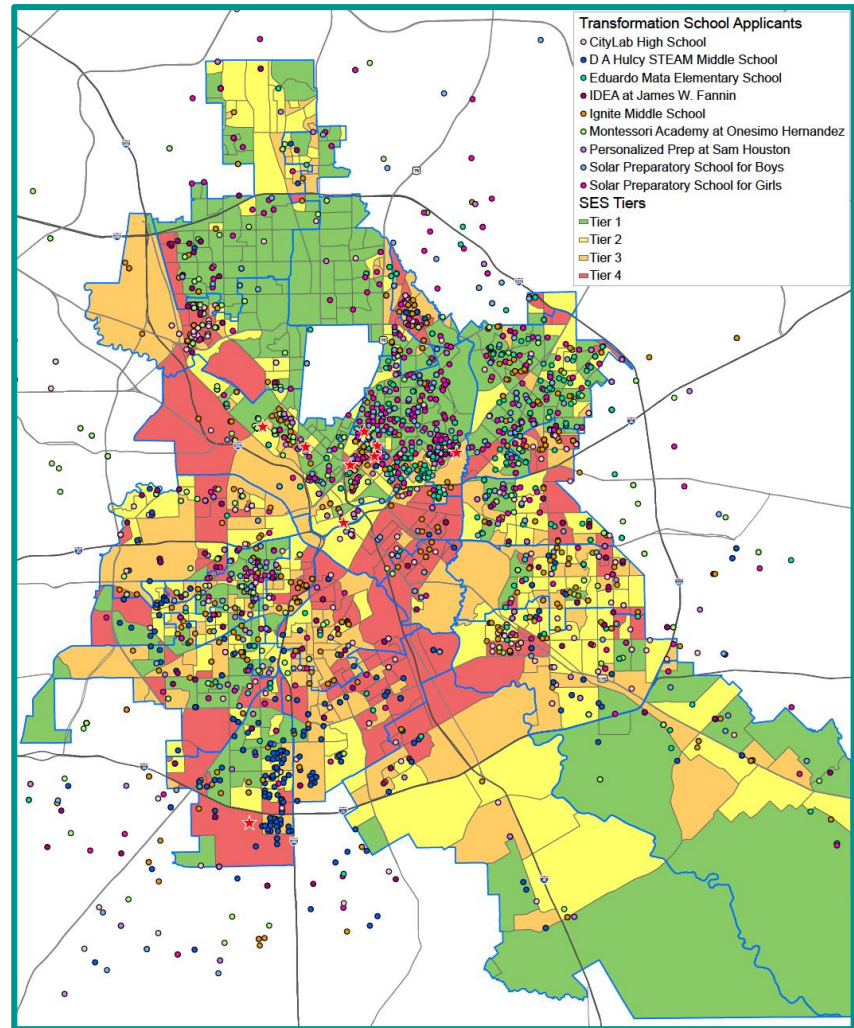 Transformation School Applicants
CityLab High School
D A Hulcy STEAM Middle School
Eduardo Mata Elementary School
IDEA at James W. Fannin
Ignite Middle School
Montessori Academy at Onesimo Hernandez
Personalized Prep at Sam Houston
Solar Preparatory School for Boys
Solar Preparatory School for Girls
SES Tiers
Tier 1
Tier 2
Tier 3
Tier 4